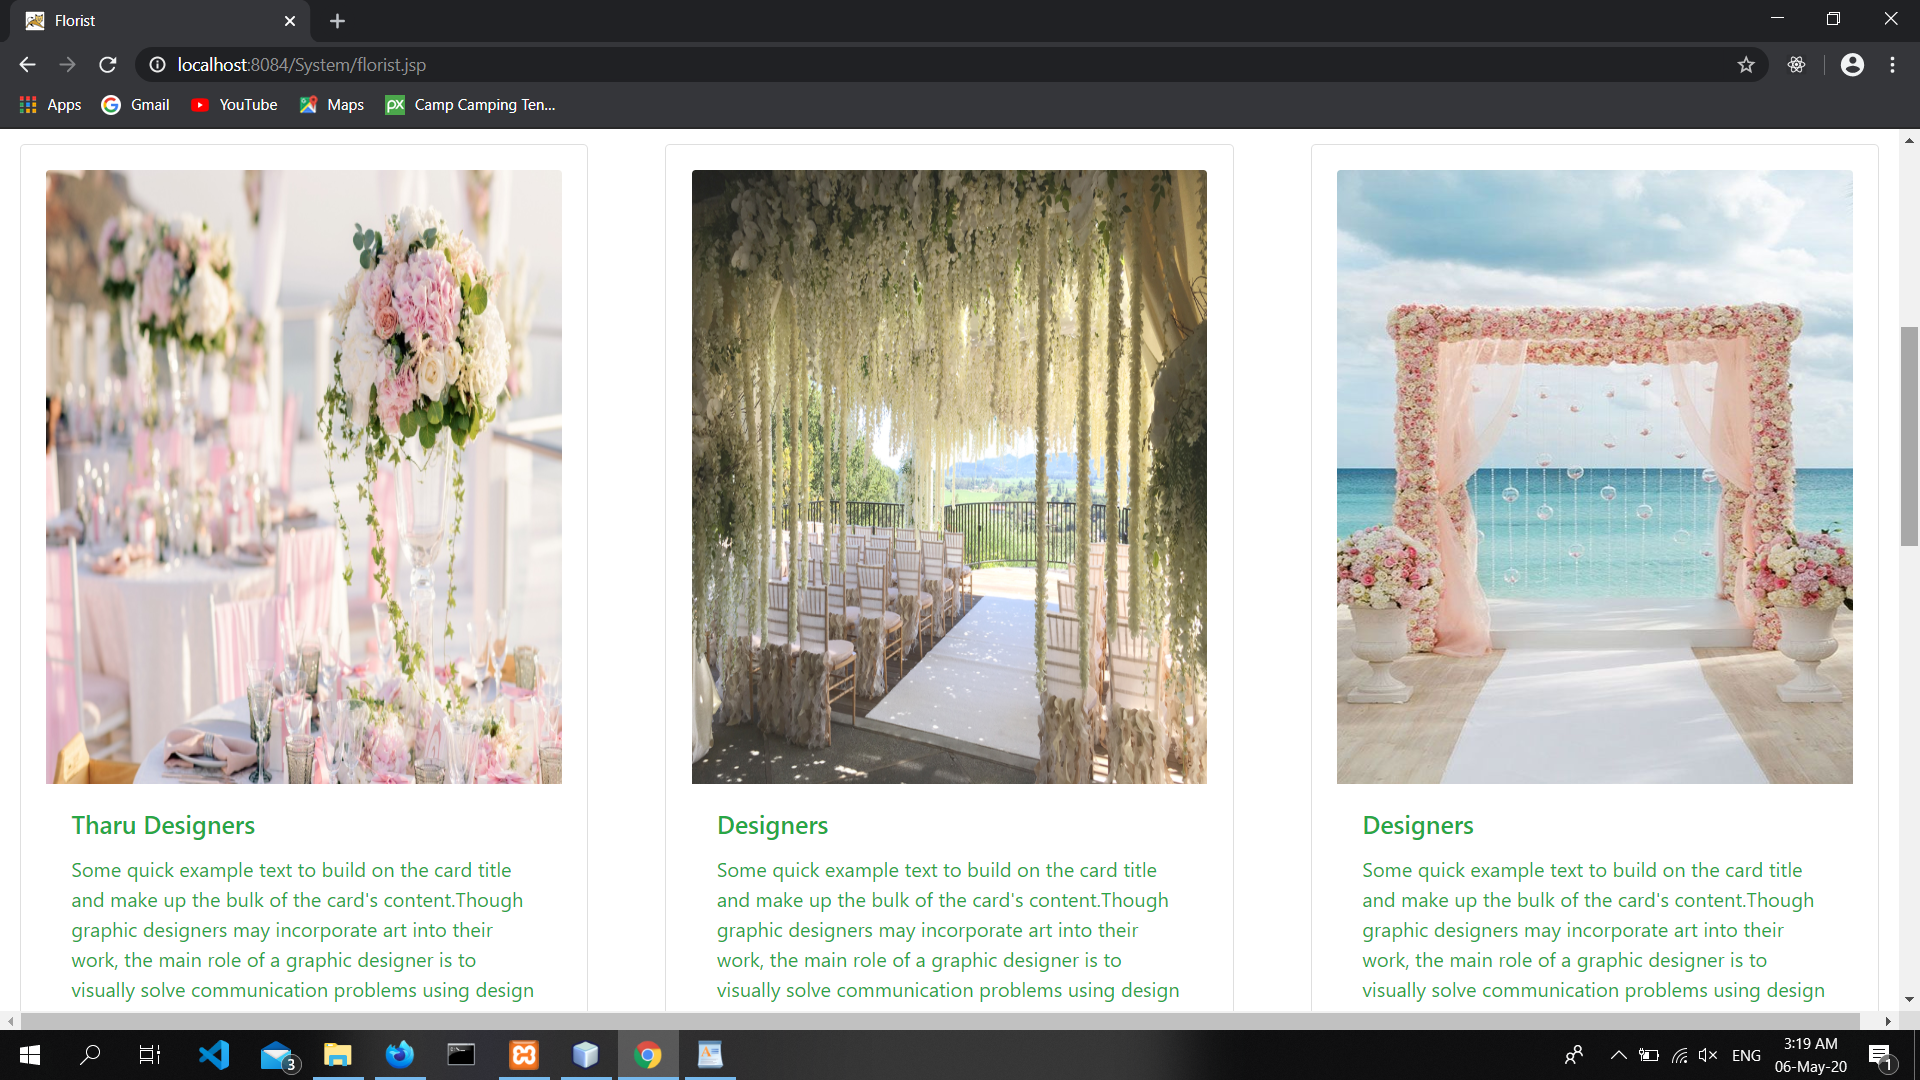 Florist
localhost:8084/System/florist.jsp
Apps Gmail YouTube Maps px Camp Camping Ten...
Tharu Designers
Some quick example text to build on the card title
and make up the bulk of the card's content.Though
graphic designers may incorporate art into their
work, the main role of a graphic designer is to
visually solve communication problems using design
Designers
Some quick example text to build on the card title
and make up the bulk of the card's content.Though
graphic designers may incorporate art into their
work, the main role of a graphic designer is to
visually solve communication problems using design
Designers
Some quick example text to build on the card title
and make up the bulk of the card's content.Though
graphic designers may incorporate art into their
work, the main role of a graphic designer is to
visually solve communication problems using design
3
ENG
3:19 AM
06-May-20
1